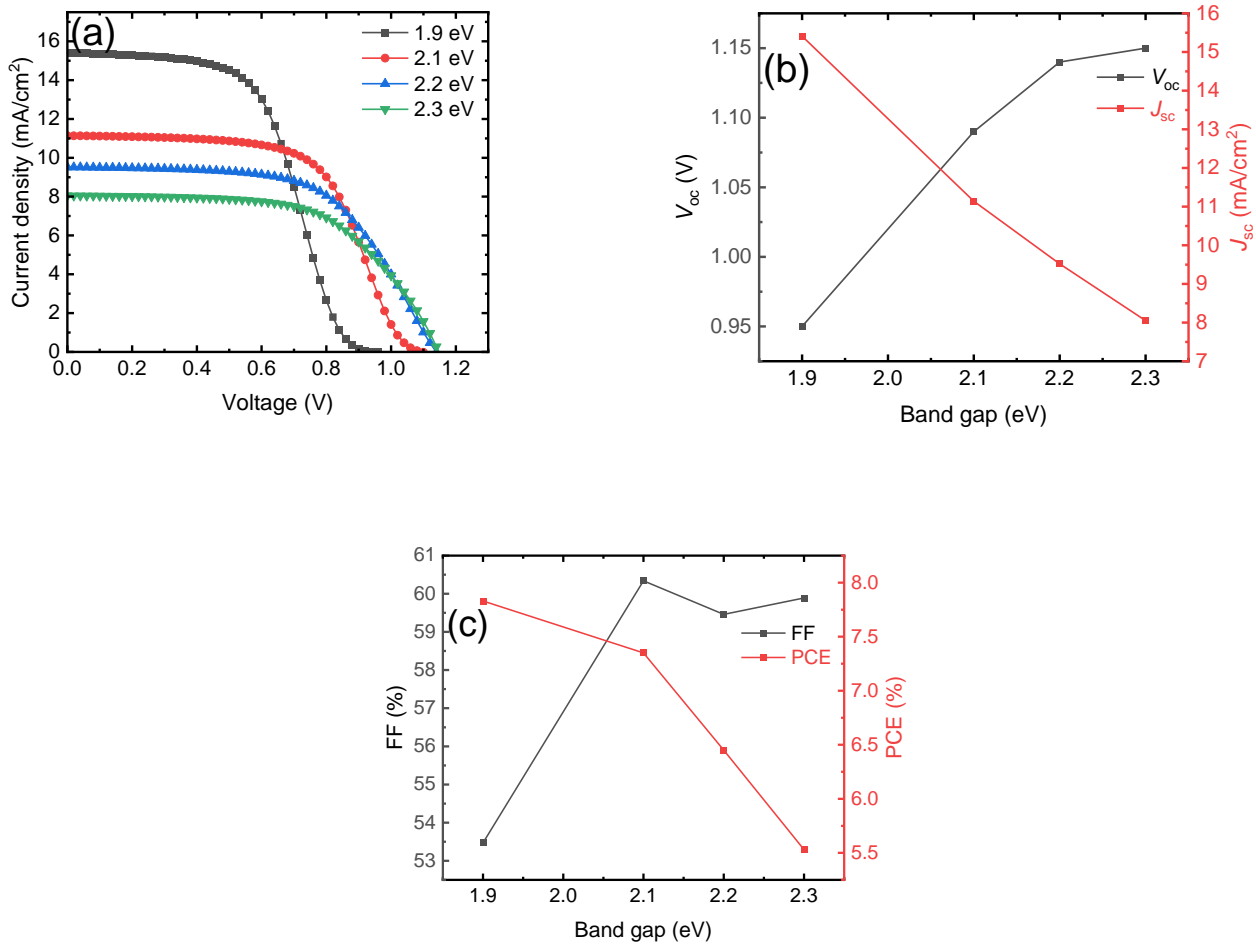 (a)
1.9 eV
2.1 eV
2.2 eV
2.3 eV
16
14
12
10
8
6
4
2
0
Current density (mA/cm²)
0.0 0.2 0.4 0.6 0.8 1.0 1.2
Voltage (V)
(b)
Voc
Jsc
1.15
1.10
1.05
1.00
0.95
Voc (V)
16
15
14
13
12
11
10
9
8
7
Jsc (mA/cm²)
1.9 2.0 2.1 2.2 2.3
Band gap (eV)
(c)
FF
PCE
61
60
59
58
57
56
55
54
53
FF (%)
8.0
7.5
7.0
6.5
6.0
5.5
PCE (%)
1.9 2.0 2.1 2.2 2.3
Band gap (eV)